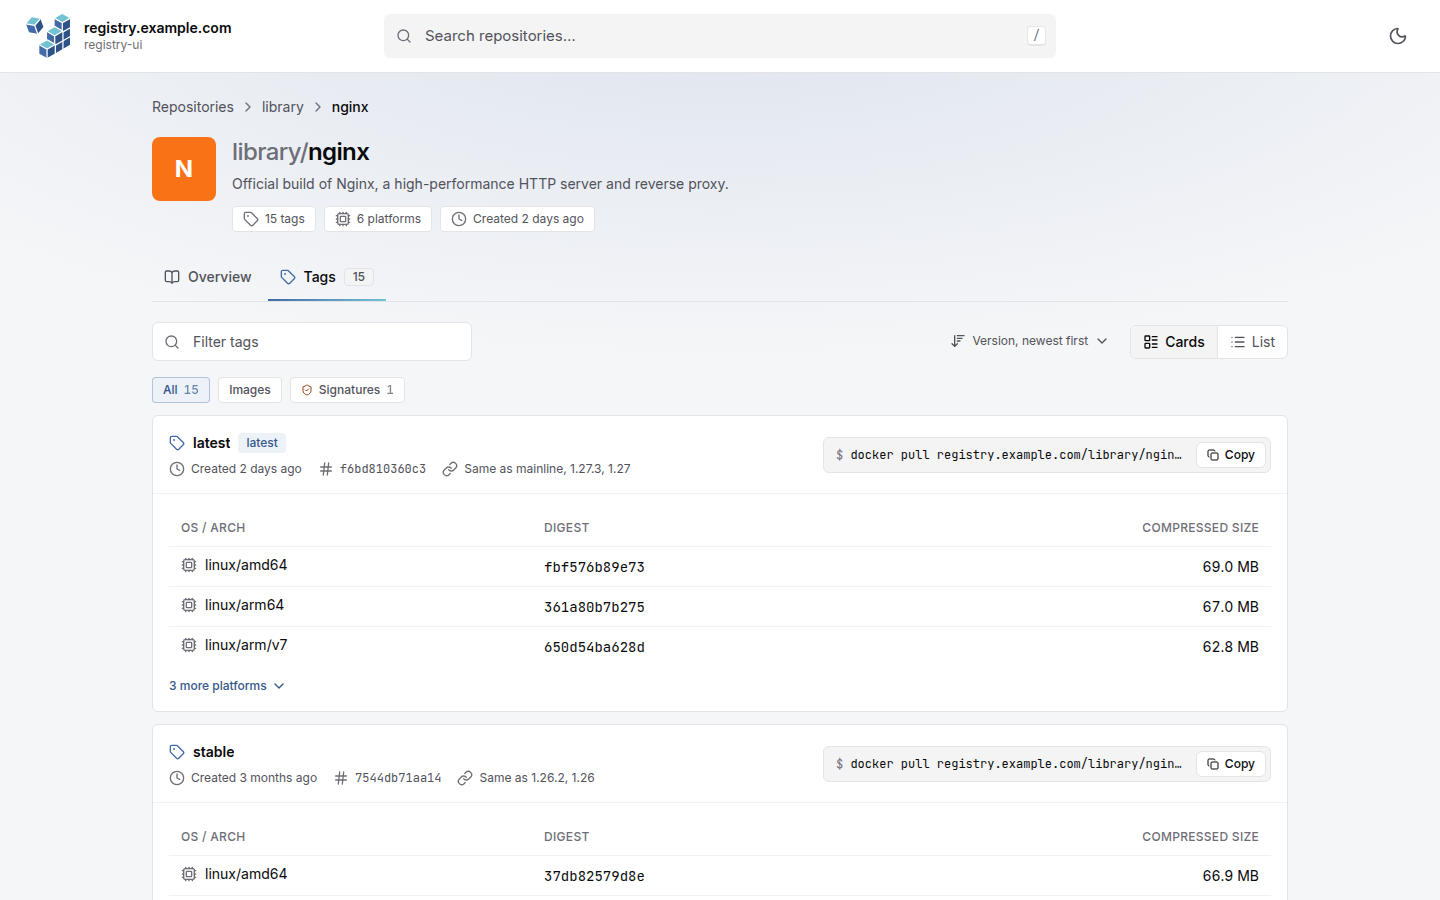 registry.example.com
registry-ui
Search repositories...
/
Repositories > library > nginx
N
library/nginx
Official build of Nginx, a high-performance HTTP server and reverse proxy.
15 tags
6 platforms
Created 2 days ago
Overview
Tags 15
Filter tags
Version, newest first
Cards
List
All 15
Images
Signatures 1
latest latest
Created 2 days ago
f6bd810360c3
Same as mainline, 1.27.3, 1.27
$ docker pull registry.example.com/library/ngin…
Copy
OS / ARCH DIGEST COMPRESSED SIZE
linux/amd64 fbf576b89e73 69.0 MB
linux/arm64 361a80b7b275 67.0 MB
linux/arm/v7 650d54ba628d 62.8 MB
3 more platforms
stable
Created 3 months ago
7544db71aa14
Same as 1.26.2, 1.26
$ docker pull registry.example.com/library/ngin…
Copy
OS / ARCH DIGEST COMPRESSED SIZE
linux/amd64 37db82579d8e 66.9 MB